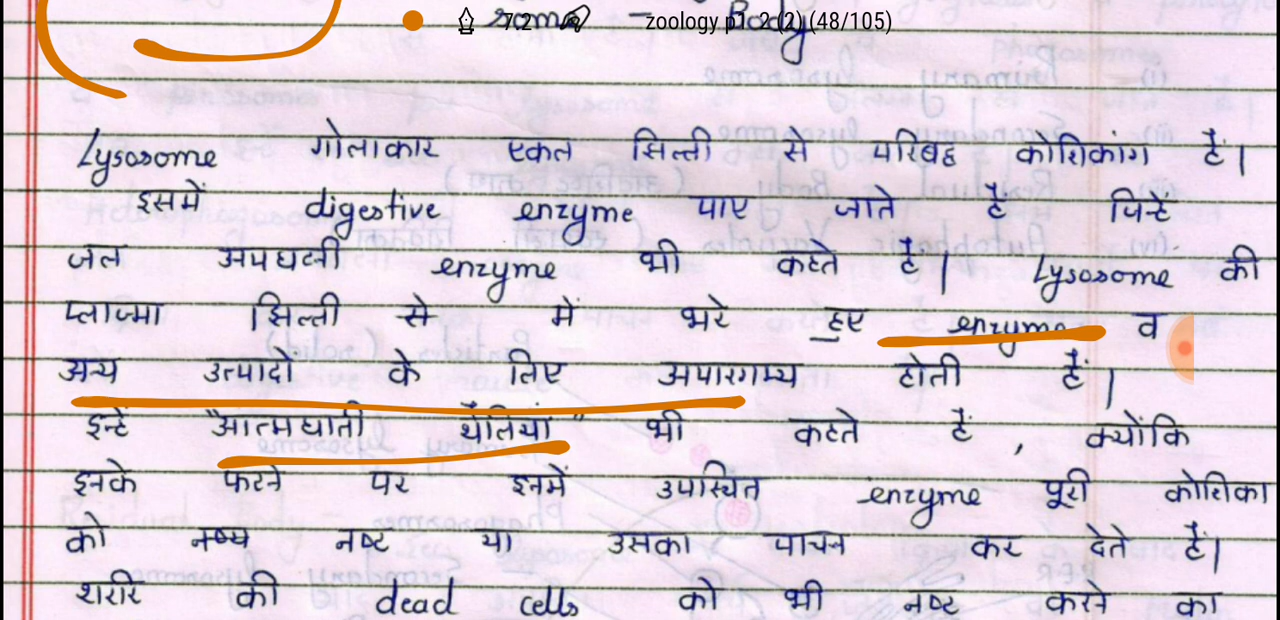 72 zoology p1 2 (2) (48/105)
Body
Lysosome गोलाकार एकल झिल्ली से परिबद्ध कोशिकांग हैं।
इसमें digestive enzyme पाए जाते हैं जिन्हें
जल अपघटनी enzyme भी कहते हैं। Lysosome की
प्लाज्मा झिल्ली से में भरे हुए enzyme व
अन्य उत्पादों के लिए अपारगम्य होती हैं।
इन्हें "आत्मघाती थैलियां" भी कहते हैं, क्योंकि
इनके फटने पर इनमें उपस्थित enzyme पूरी कोशिका
को नष्ट या उसका पाचन कर देते हैं।
शरीर की dead cells को भी नष्ट करने का